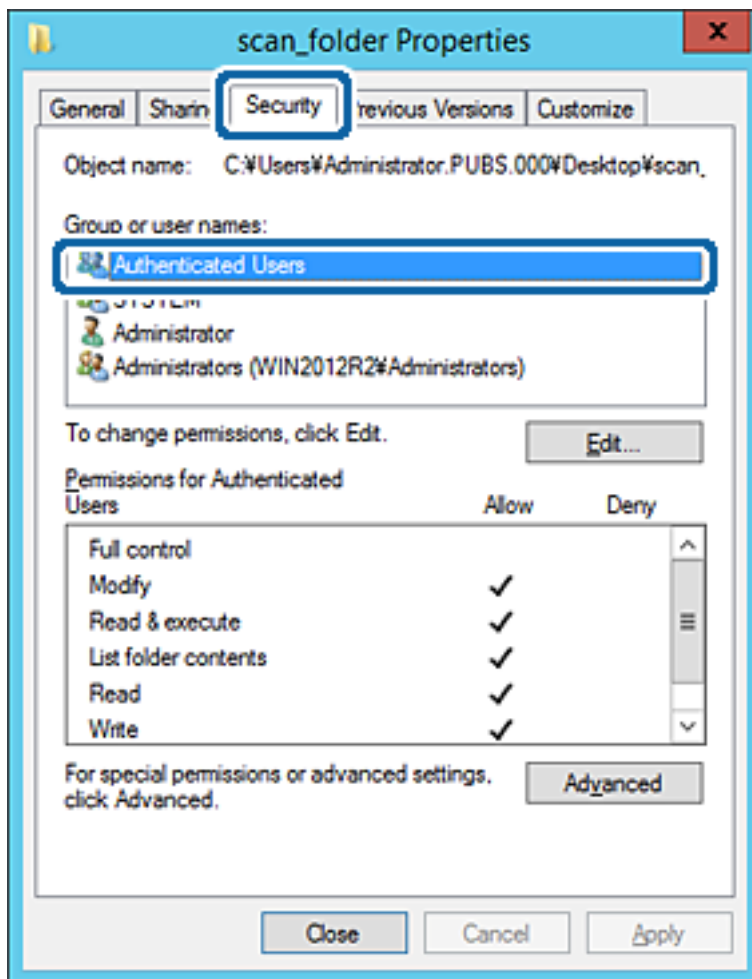 scan_folder Properties
General Sharin Security revious Versions Customize
Object name: C:¥Users¥Administrator.PUBS.000¥Desktop¥scan_
Group or user names:
Authenticated Users
SYSTEM
Administrator
Administrators (WIN2012R2¥Administrators)
To change permissions, click Edit.
Edit...
Permissions for Authenticated
Users Allow Deny
Full control
Modify
Read & execute
List folder contents
Read
Write
For special permissions or advanced settings,
click Advanced.
Advanced
Close Cancel Apply